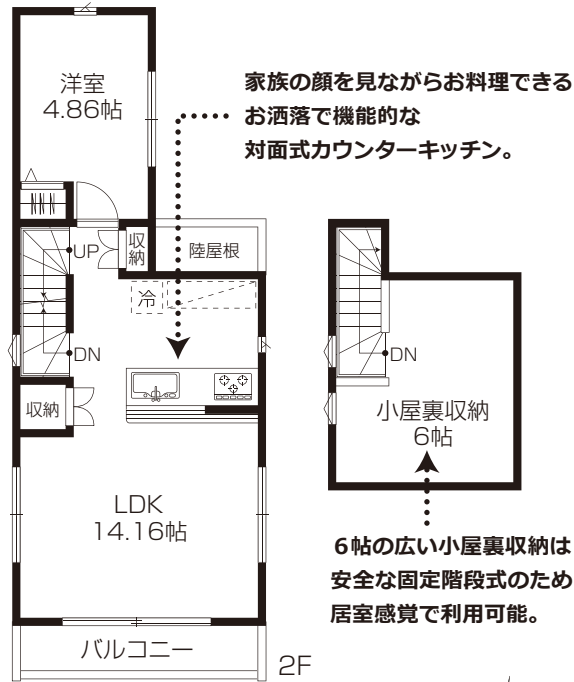 洋室
4.86帖
家族の顔を見ながらお料理できる
お洒落で機能的な
対面式カウンターキッチン。
UP
収納
陸屋根
冷
DN
収納
LDK
14.16帖
バルコニー
2F
DN
小屋裏収納
6帖
6帖の広い小屋裏収納は
安全な固定階段式のため
居室感覚で利用可能。